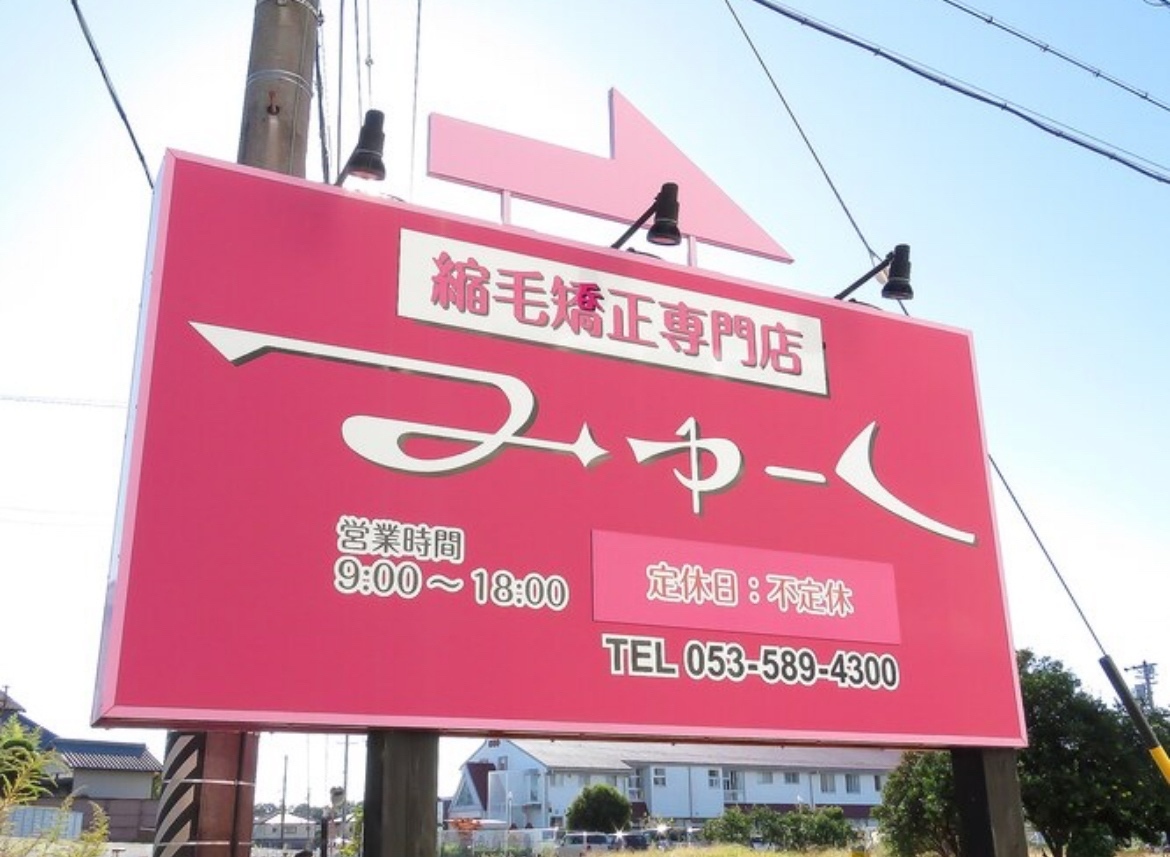 縮毛矯正専門店
みゅーく
営業時間
9:00～18:00
定休日：不定休
TEL 053-589-4300